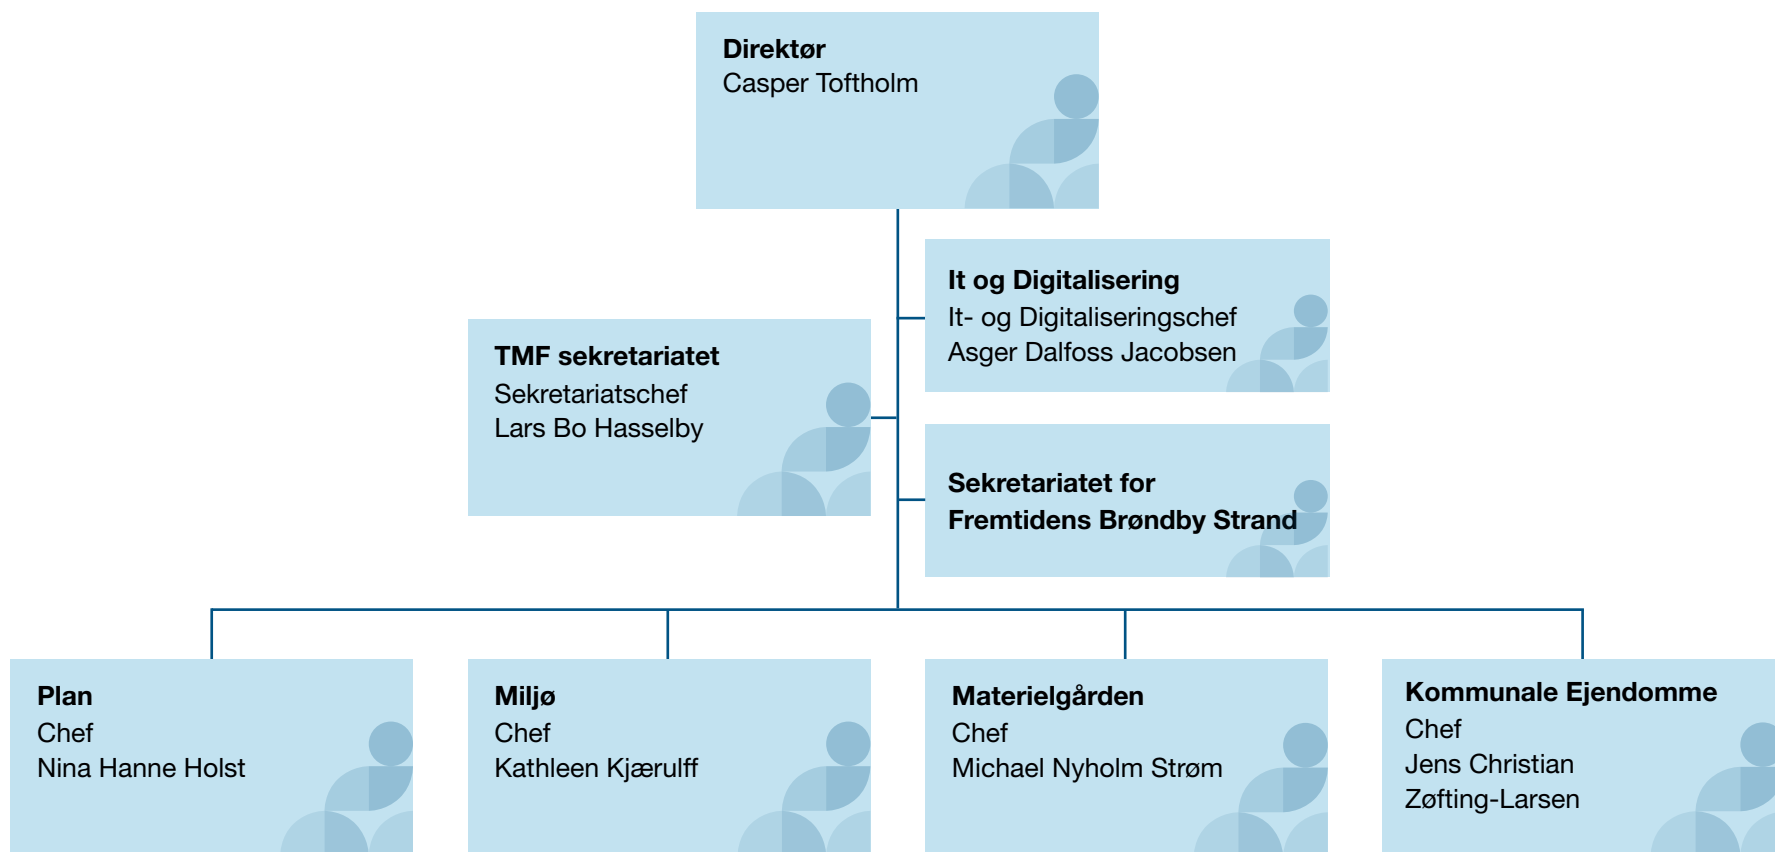 Direktør
Casper Toftholm
It og Digitalisering
It- og Digitaliseringschef
Asger Dalfoss Jacobsen
TMF sekretariatet
Sekretariatschef
Lars Bo Hasselby
Sekretariatet for
Fremtidens Brøndby Strand
Plan
Chef
Nina Hanne Holst
Miljø
Chef
Kathleen Kjærulff
Materielgården
Chef
Michael Nyholm Strøm
Kommunale Ejendomme
Chef
Jens Christian
Zøfting-Larsen